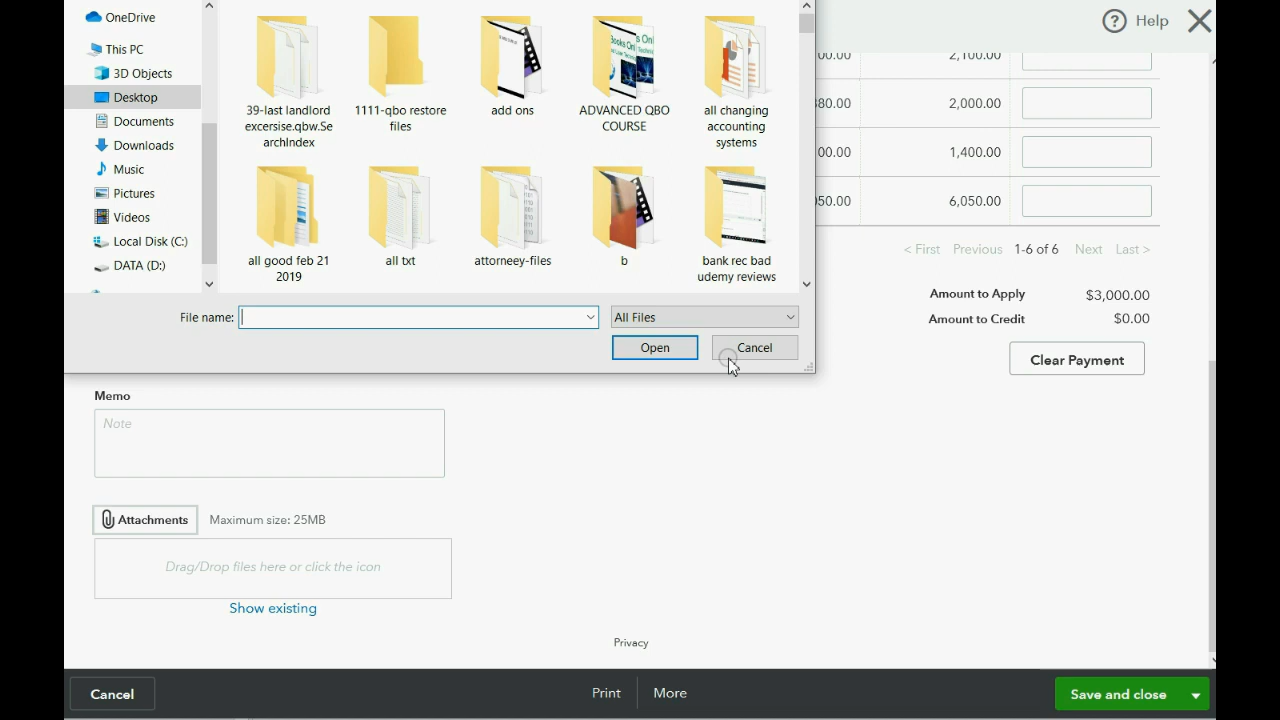 OneDrive
This PC
3D Objects
Desktop
Documents
Downloads
Music
Pictures
Videos
Local Disk (C:)
DATA (D:)
39-last landlord
excersise.qbw.Se
archIndex
1111-qbo restore
files
add ons
ADVANCED QBO
COURSE
all changing
accounting
systems
all good feb 21
2019
all txt
attorneey-files
b
bank rec bad
udemy reviews
File name:
All Files
Open
Cancel
Help
2,100.00
2,000.00
1,400.00
6,050.00
< First Previous 1-6 of 6 Next Last >
Amount to Apply $3,000.00
Amount to Credit $0.00
Clear Payment
Memo
Note
Attachments Maximum size: 25MB
Drag/Drop files here or click the icon
Show existing
Privacy
Cancel Print More Save and close